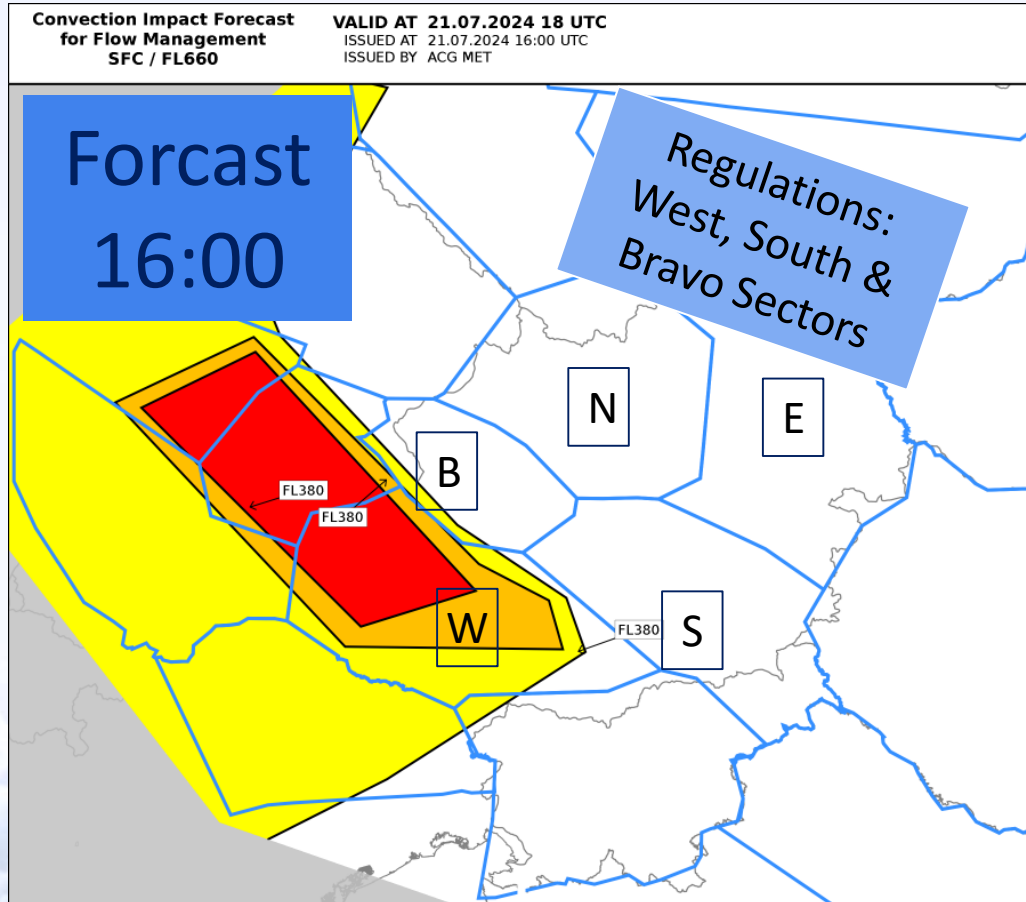 Convection Impact Forecast
for Flow Management
SFC / FL660
VALID AT 21.07.2024 18 UTC
ISSUED AT 21.07.2024 16:00 UTC
ISSUED BY ACG MET
Forcast
16:00
Regulations:
West, South &
Bravo Sectors
N
E
B
FL380
FL380
W
S
FL380